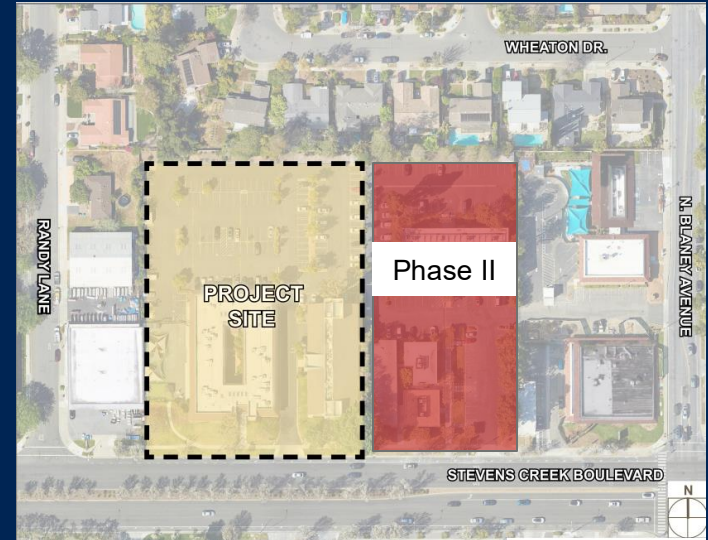 WHEATON DR.
RANDY LANE
PROJECT
SITE
Phase II
N. BLANEY AVENUE
STEVENS CREEK BOULEVARD
N